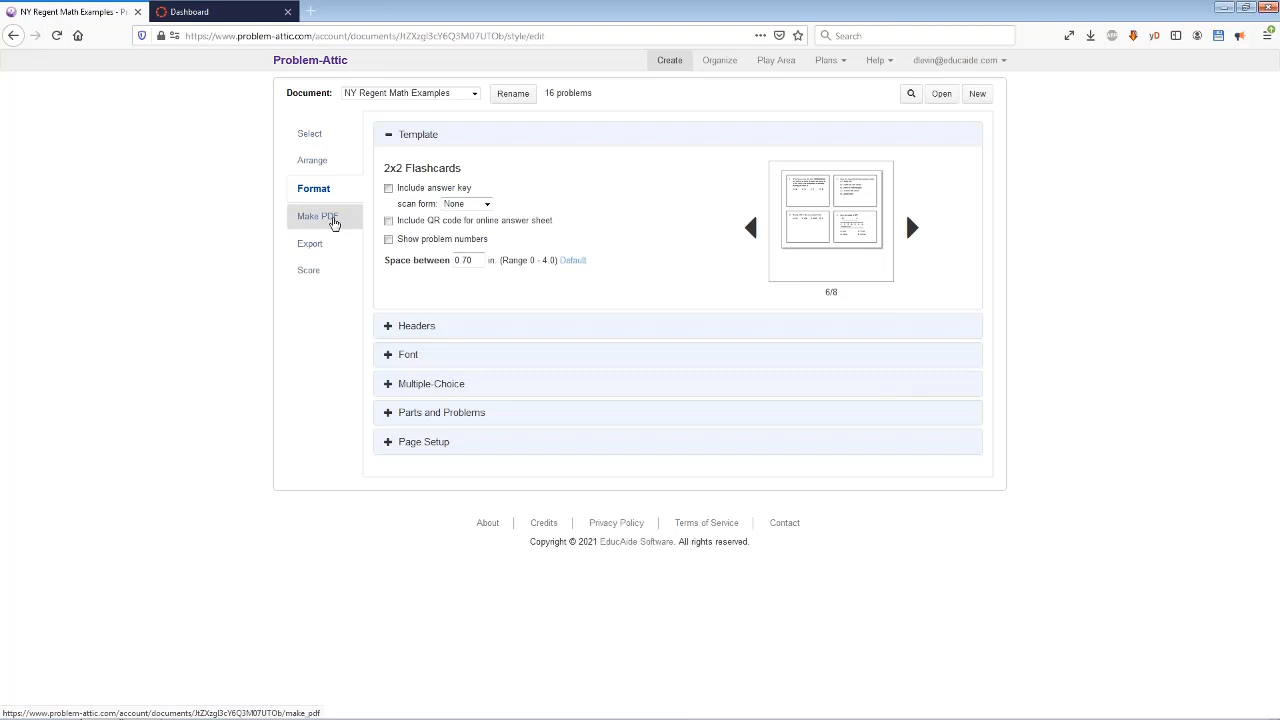 NY Regent Math Examples - Pr
Dashboard
https://www.problem-attic.com/account/documents/JtZXzgl3cY6Q3M07UTOb/style/edit
Search
Problem-Attic
Create
Organize
Play Area
Plans
Help
dlevin@educaide.com
Document:
NY Regent Math Examples
Rename
16 problems
Open
New
Select
Arrange
Format
Make PDF
Export
Score
Template
2x2 Flashcards
Include answer key
scan form: None
Include QR code for online answer sheet
Show problem numbers
Space between 0.70 in. (Range 0 - 4.0) Default
6/8
Headers
Font
Multiple-Choice
Parts and Problems
Page Setup
About
Credits
Privacy Policy
Terms of Service
Contact
Copyright © 2021 EducAide Software. All rights reserved.
https://www.problem-attic.com/account/documents/JtZXzgl3cY6Q3M07UTOb/make_pdf